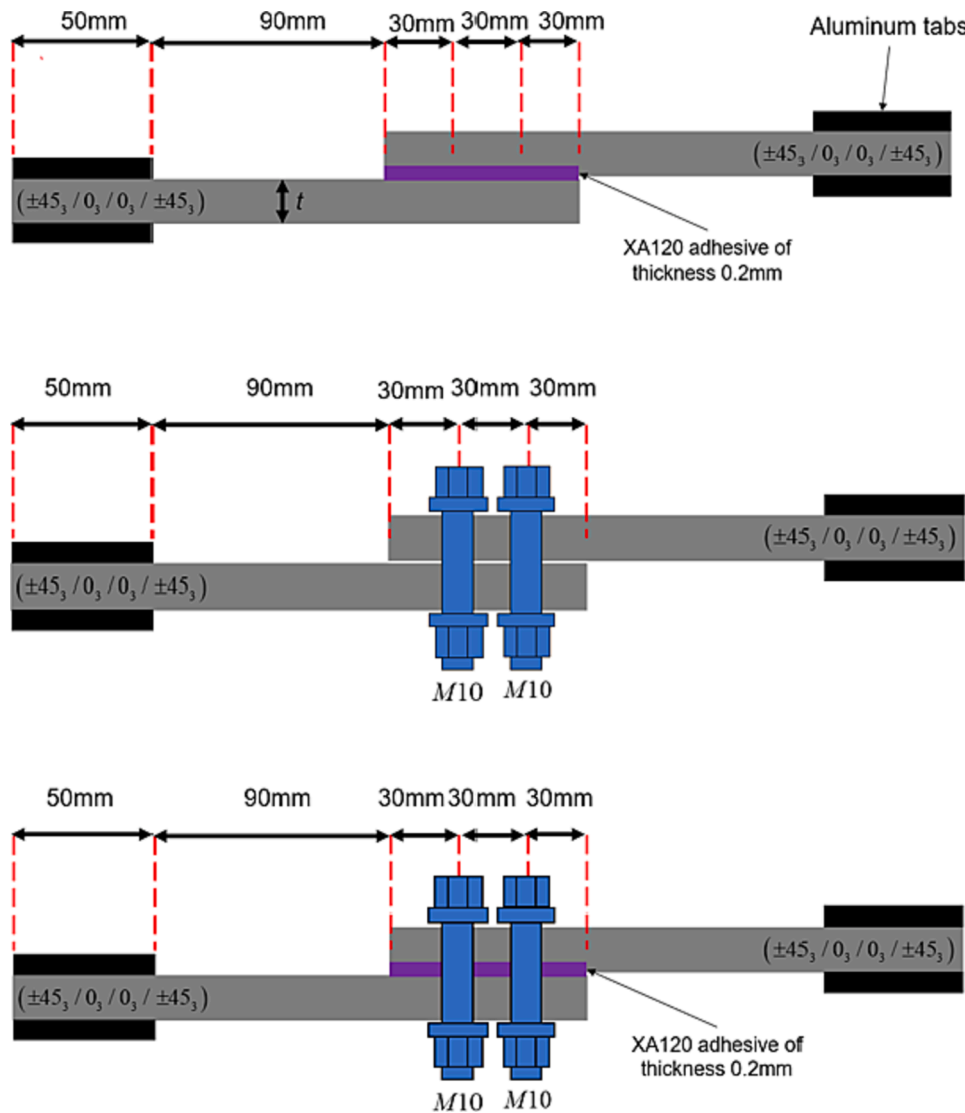 50mm 90mm 30mm 30mm 30mm
Aluminum tabs
(±45₃ / 0₃ / 0₃ / ±45₃)
(±45₃ / 0₃ / 0₃ / ±45₃)
t
XA120 adhesive of
thickness 0.2mm
50mm 90mm 30mm 30mm 30mm
(±45₃ / 0₃ / 0₃ / ±45₃)
(±45₃ / 0₃ / 0₃ / ±45₃)
M10 M10
50mm 90mm 30mm 30mm 30mm
(±45₃ / 0₃ / 0₃ / ±45₃)
(±45₃ / 0₃ / 0₃ / ±45₃)
XA120 adhesive of
thickness 0.2mm
M10 M10